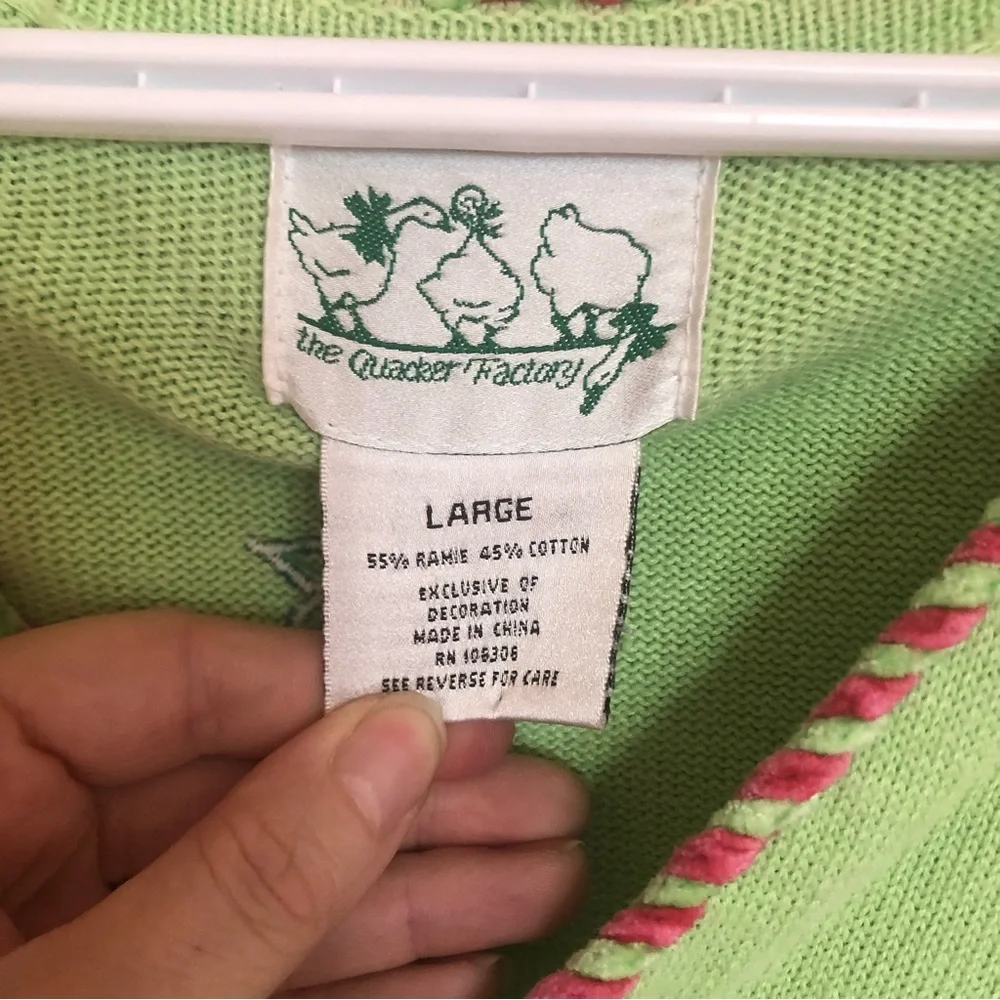 the Quacker Factory
LARGE
55% RAMIE 45% COTTON
EXCLUSIVE OF
DECORATION
MADE IN CHINA
RN 106306
SEE REVERSE FOR CARE